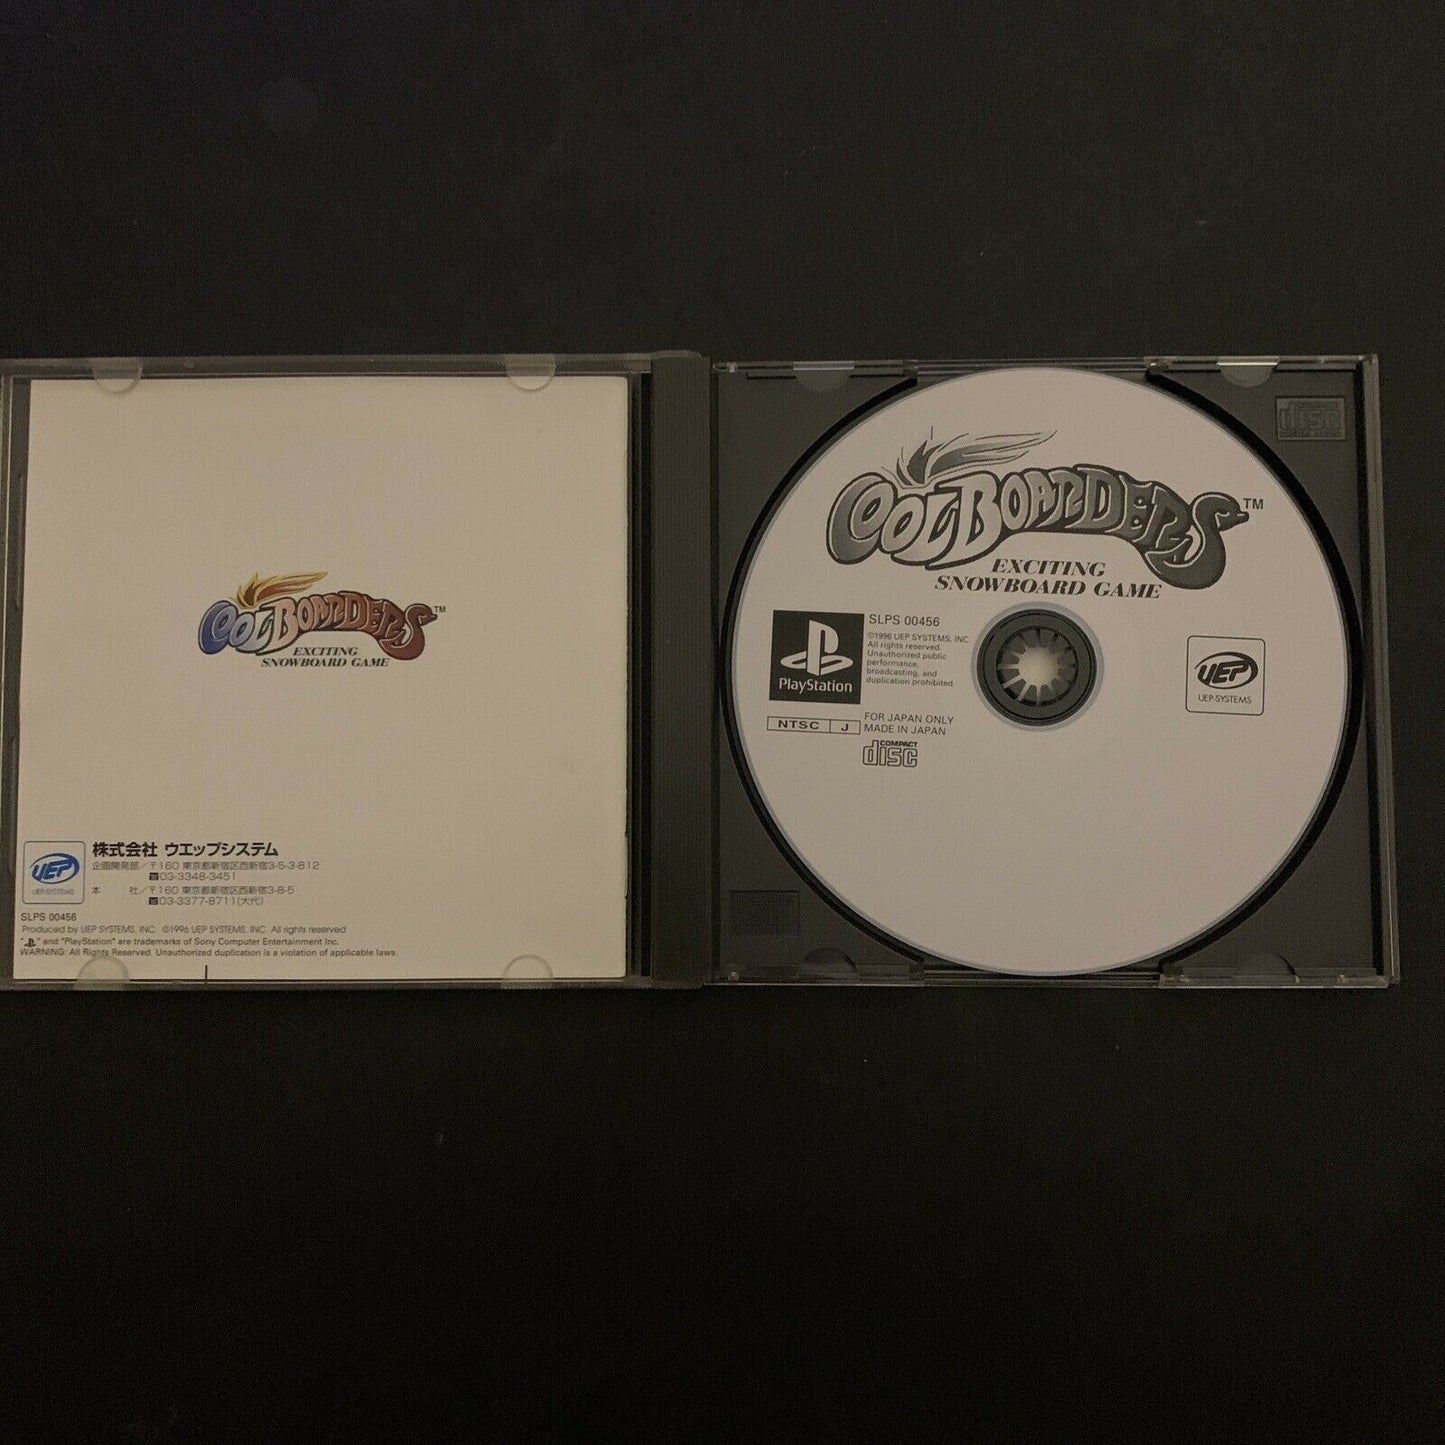 COOLBOARDERS™
EXCITING
SNOWBOARD GAME
UEP
UEP-SYSTEMS
株式会社 ウエップシステム
企画開発部/〒160 東京都新宿区西新宿3-5-3-812
☎03-3348-3451
本　　社/〒160 東京都新宿区西新宿3-8-5
☎03-3377-8711(大代)
SLPS 00456
Produced by UEP SYSTEMS, INC. ©1996 UEP SYSTEMS, INC. All rights reserved
" " and "PlayStation" are trademarks of Sony Computer Entertainment Inc.
WARNING: All Rights Reserved. Unauthorized duplication is a violation of applicable laws.
COOLBOARDERS™
EXCITING
SNOWBOARD GAME
PlayStation
SLPS 00456
©1996 UEP SYSTEMS, INC.
All rights reserved.
Unauthorized public
performance,
broadcasting, and
duplication prohibited.
NTSC J
FOR JAPAN ONLY
MADE IN JAPAN
COMPACT
disc
UEP
UEP-SYSTEMS
COMPACT
disc